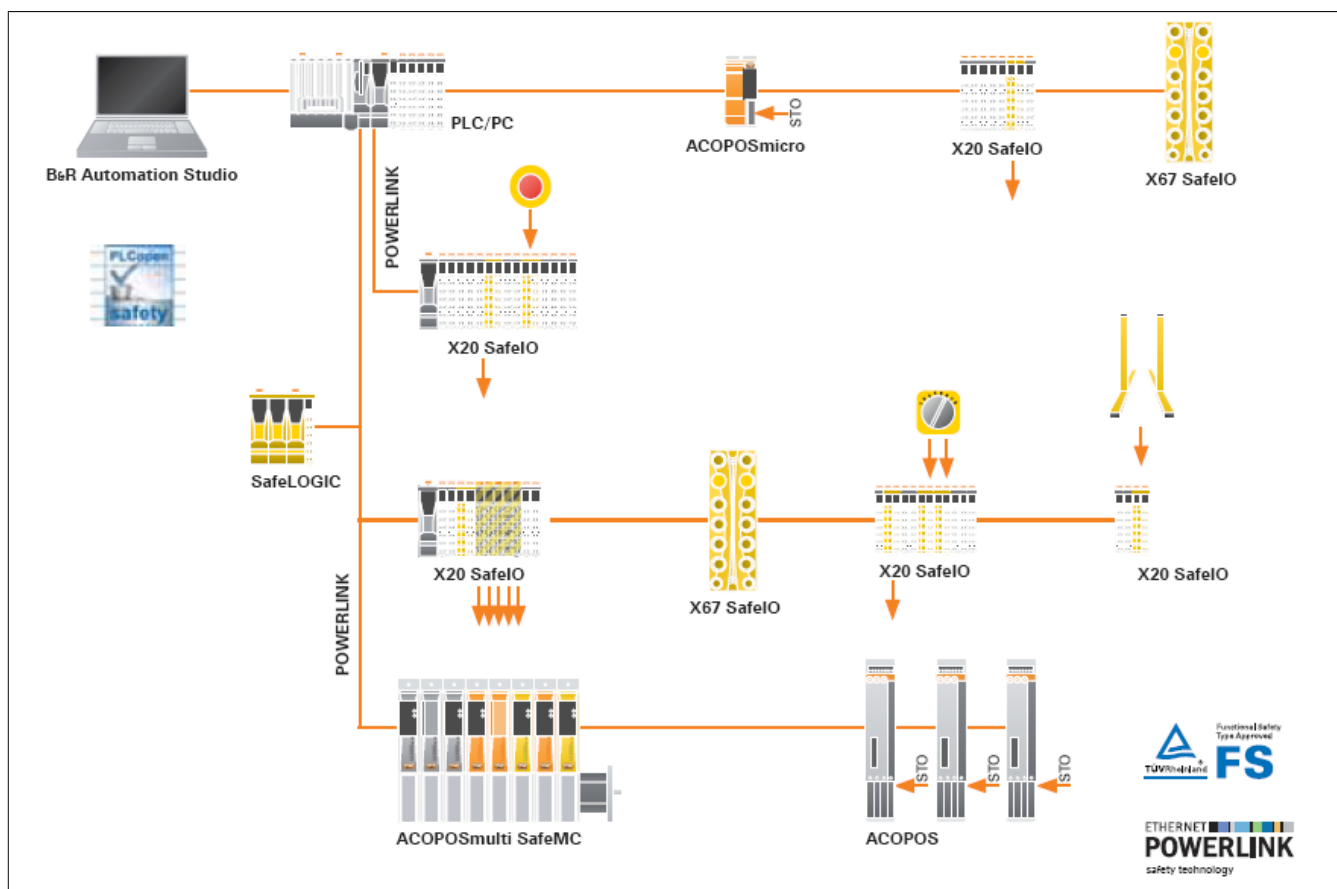 PLC/PC
STO
ACOPOSmicro
X20 SafeIO
B&R Automation Studio
X67 SafeIO
POWERLINK
PLCopen
safety
X20 SafeIO
SafeLOGIC
X20 SafeIO
X67 SafeIO
X20 SafeIO
X20 SafeIO
POWERLINK
STO
STO
STO
ACOPOSmulti SafeMC
ACOPOS
TÜVRheinland®
Functional Safety
Type Approved
FS
ETHERNET
POWERLINK
safety technology